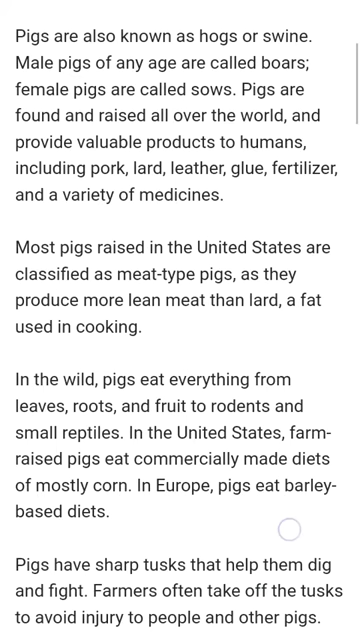 Pigs are also known as hogs or swine.
Male pigs of any age are called boars;
female pigs are called sows. Pigs are
found and raised all over the world, and
provide valuable products to humans,
including pork, lard, leather, glue, fertilizer,
and a variety of medicines.
Most pigs raised in the United States are
classified as meat-type pigs, as they
produce more lean meat than lard, a fat
used in cooking.
In the wild, pigs eat everything from
leaves, roots, and fruit to rodents and
small reptiles. In the United States, farm-
raised pigs eat commercially made diets
of mostly corn. In Europe, pigs eat barley-
based diets.
Pigs have sharp tusks that help them dig
and fight. Farmers often take off the tusks
to avoid injury to people and other pigs.